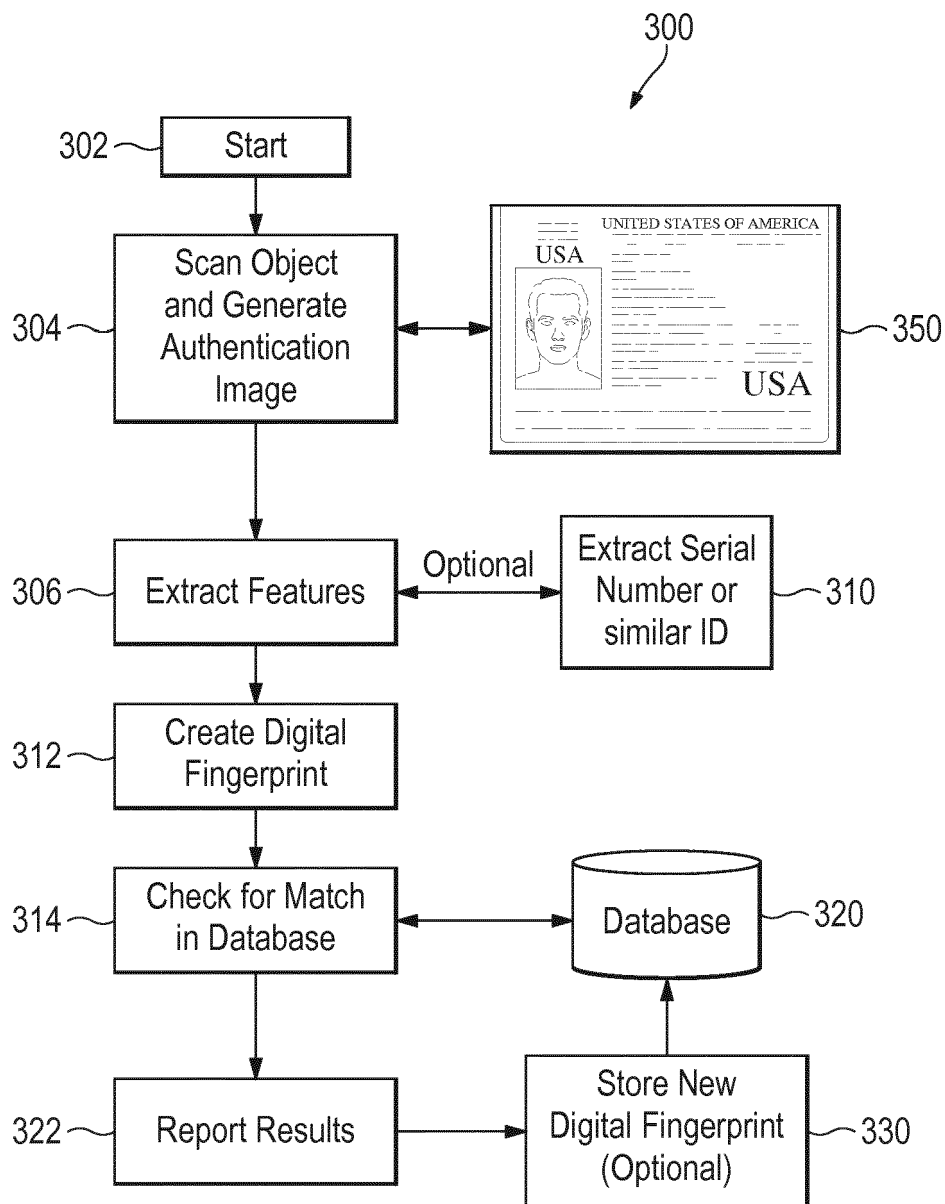 300
302
Start
304
Scan Object
and Generate
Authentication
Image
UNITED STATES OF AMERICA
USA
USA
350
306
Extract Features
Optional
Extract Serial
Number or
similar ID
310
312
Create Digital
Fingerprint
314
Check for Match
in Database
Database
320
322
Report Results
Store New
Digital Fingerprint
(Optional)
330